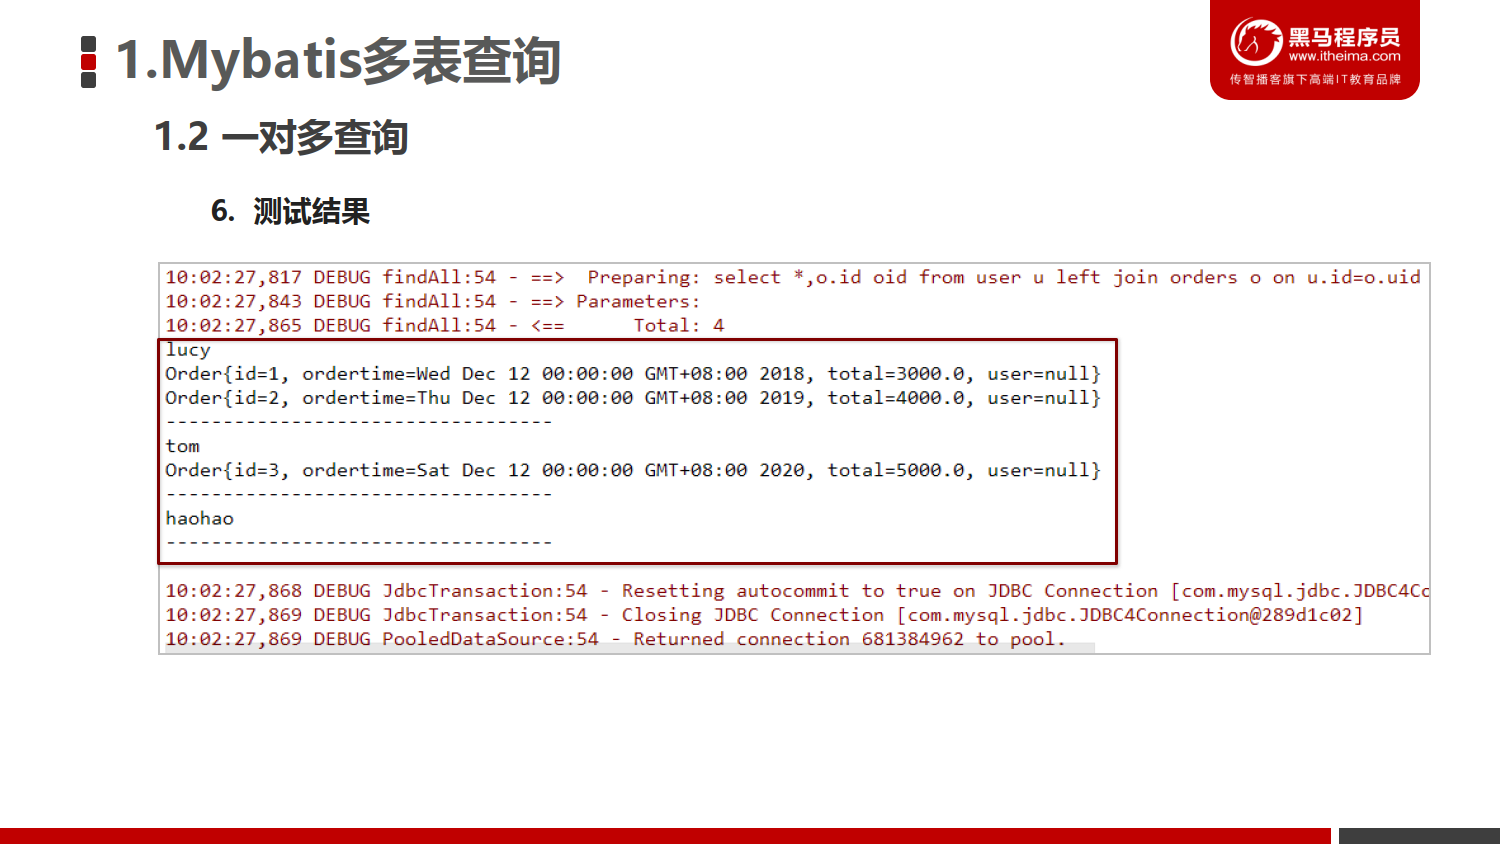 1.Mybatis多表查询
黑马程序员
www.itheima.com
传智播客旗下高端IT教育品牌
1.2 一对多查询
6. 测试结果
10:02:27,817 DEBUG findAll:54 - ==>  Preparing: select *,o.id oid from user u left join orders o on u.id=o.uid
10:02:27,843 DEBUG findAll:54 - ==> Parameters:
10:02:27,865 DEBUG findAll:54 - <==      Total: 4
lucy
Order{id=1, ordertime=Wed Dec 12 00:00:00 GMT+08:00 2018, total=3000.0, user=null}
Order{id=2, ordertime=Thu Dec 12 00:00:00 GMT+08:00 2019, total=4000.0, user=null}
----------------------------------
tom
Order{id=3, ordertime=Sat Dec 12 00:00:00 GMT+08:00 2020, total=5000.0, user=null}
----------------------------------
haohao
----------------------------------
10:02:27,868 DEBUG JdbcTransaction:54 - Resetting autocommit to true on JDBC Connection [com.mysql.jdbc.JDBC4Co
10:02:27,869 DEBUG JdbcTransaction:54 - Closing JDBC Connection [com.mysql.jdbc.JDBC4Connection@289d1c02]
10:02:27,869 DEBUG PooledDataSource:54 - Returned connection 681384962 to pool.